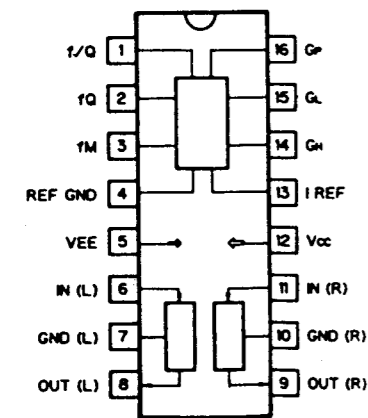 f/Q 1 16 GP
fQ 2 15 GL
fM 3 14 GH
REF GND 4 13 I REF
VEE 5 12 Vcc
IN (L) 6 11 IN (R)
GND (L) 7 10 GND (R)
OUT (L) 8 9 OUT (R)